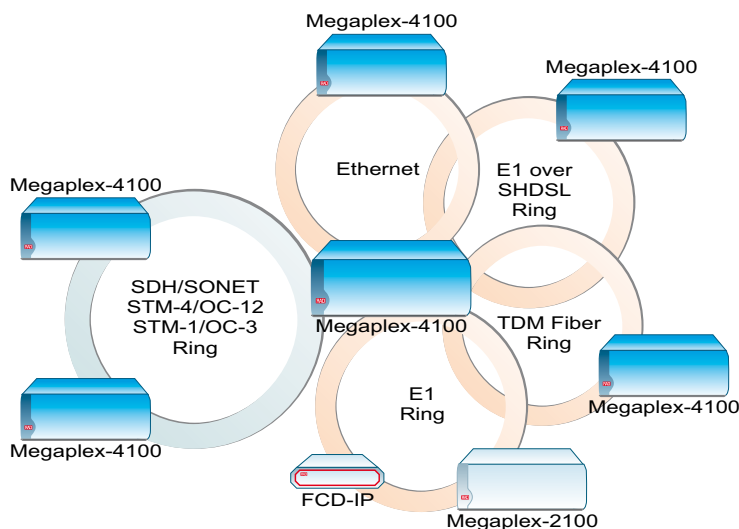 Megaplex-4100
Megaplex-4100
Ethernet
E1 over
SHDSL
Ring
Megaplex-4100
SDH/SONET
STM-4/OC-12
STM-1/OC-3
Ring
Megaplex-4100
TDM Fiber
Ring
E1
Ring
Megaplex-4100
Megaplex-4100
FCD-IP
Megaplex-2100